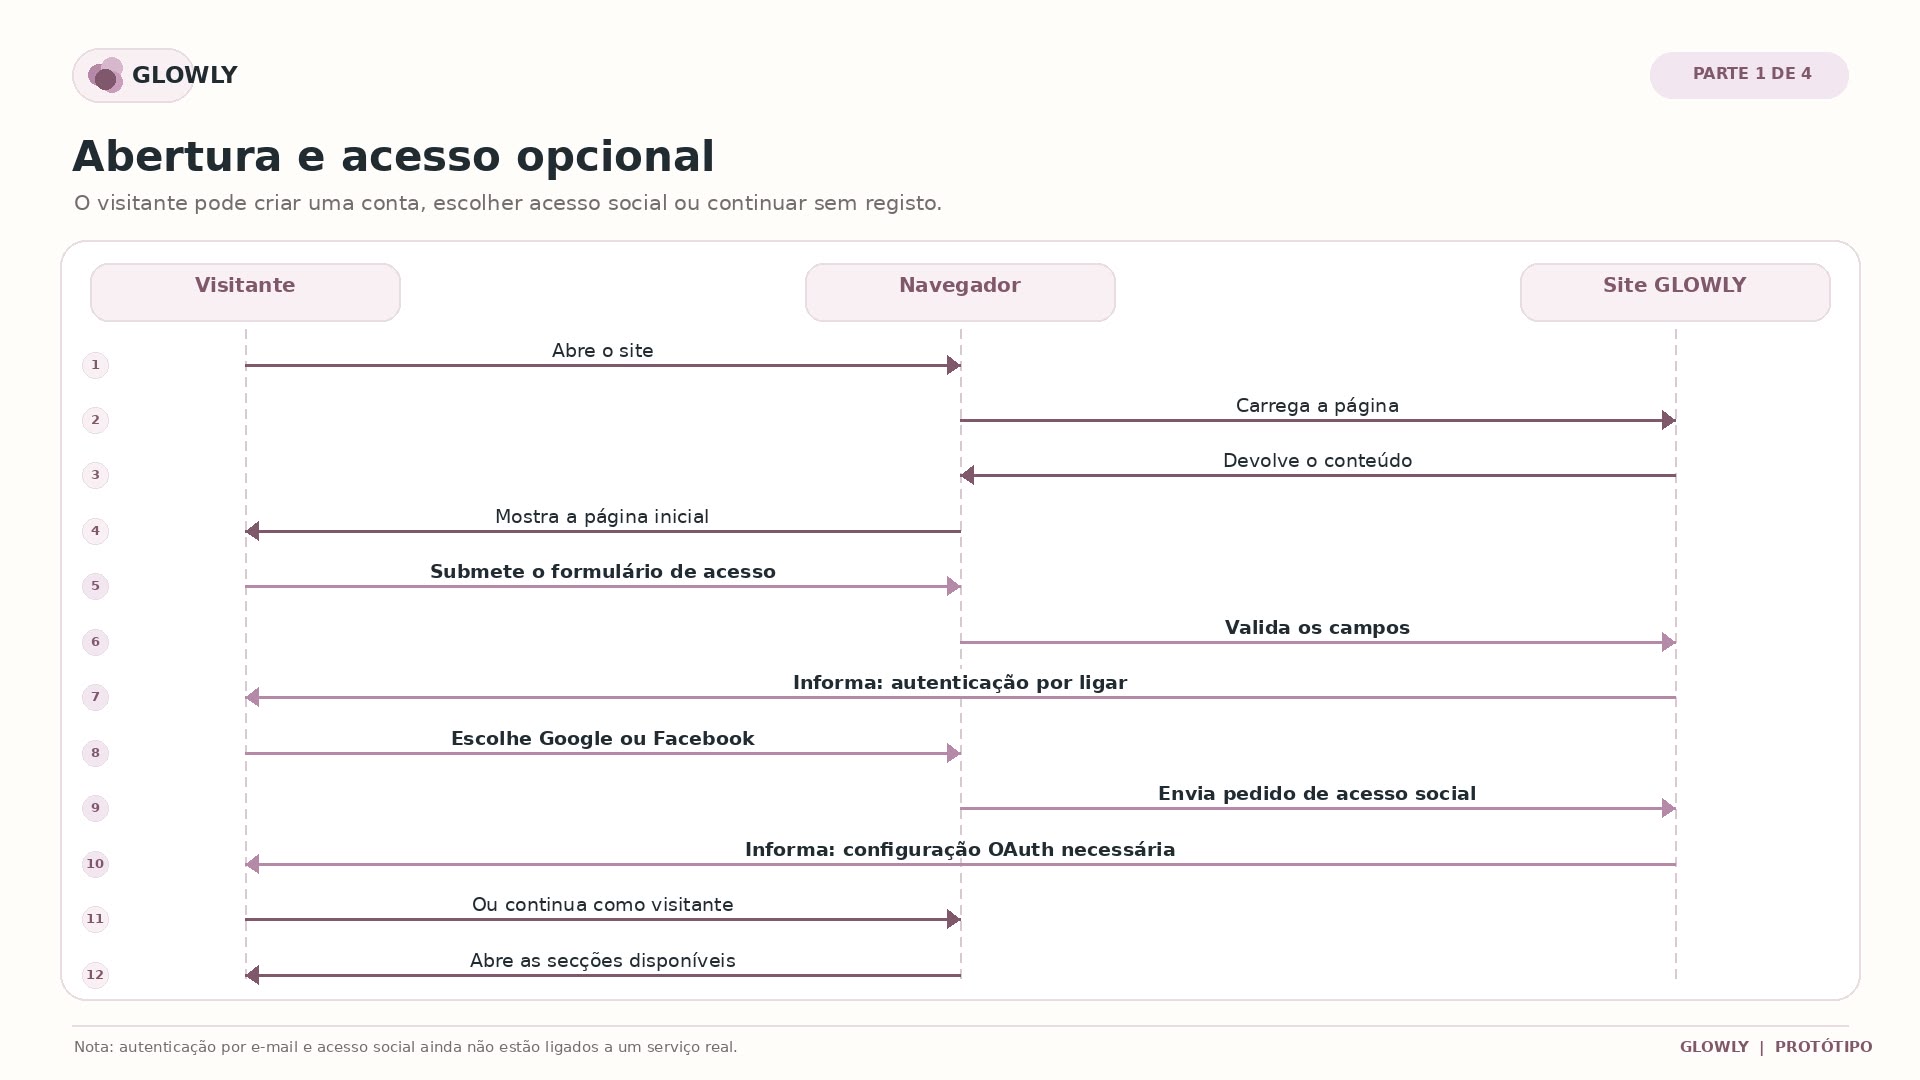 GLOWLY
PARTE 1 DE 4
Abertura e acesso opcional
O visitante pode criar uma conta, escolher acesso social ou continuar sem registo.
Visitante
Navegador
Site GLOWLY
1
Abre o site
2
Carrega a página
3
Devolve o conteúdo
4
Mostra a página inicial
5
Submete o formulário de acesso
6
Valida os campos
7
Informa: autenticação por ligar
8
Escolhe Google ou Facebook
9
Envia pedido de acesso social
10
Informa: configuração OAuth necessária
11
Ou continua como visitante
12
Abre as secções disponíveis
Nota: autenticação por e-mail e acesso social ainda não estão ligados a um serviço real.
GLOWLY | PROTÓTIPO